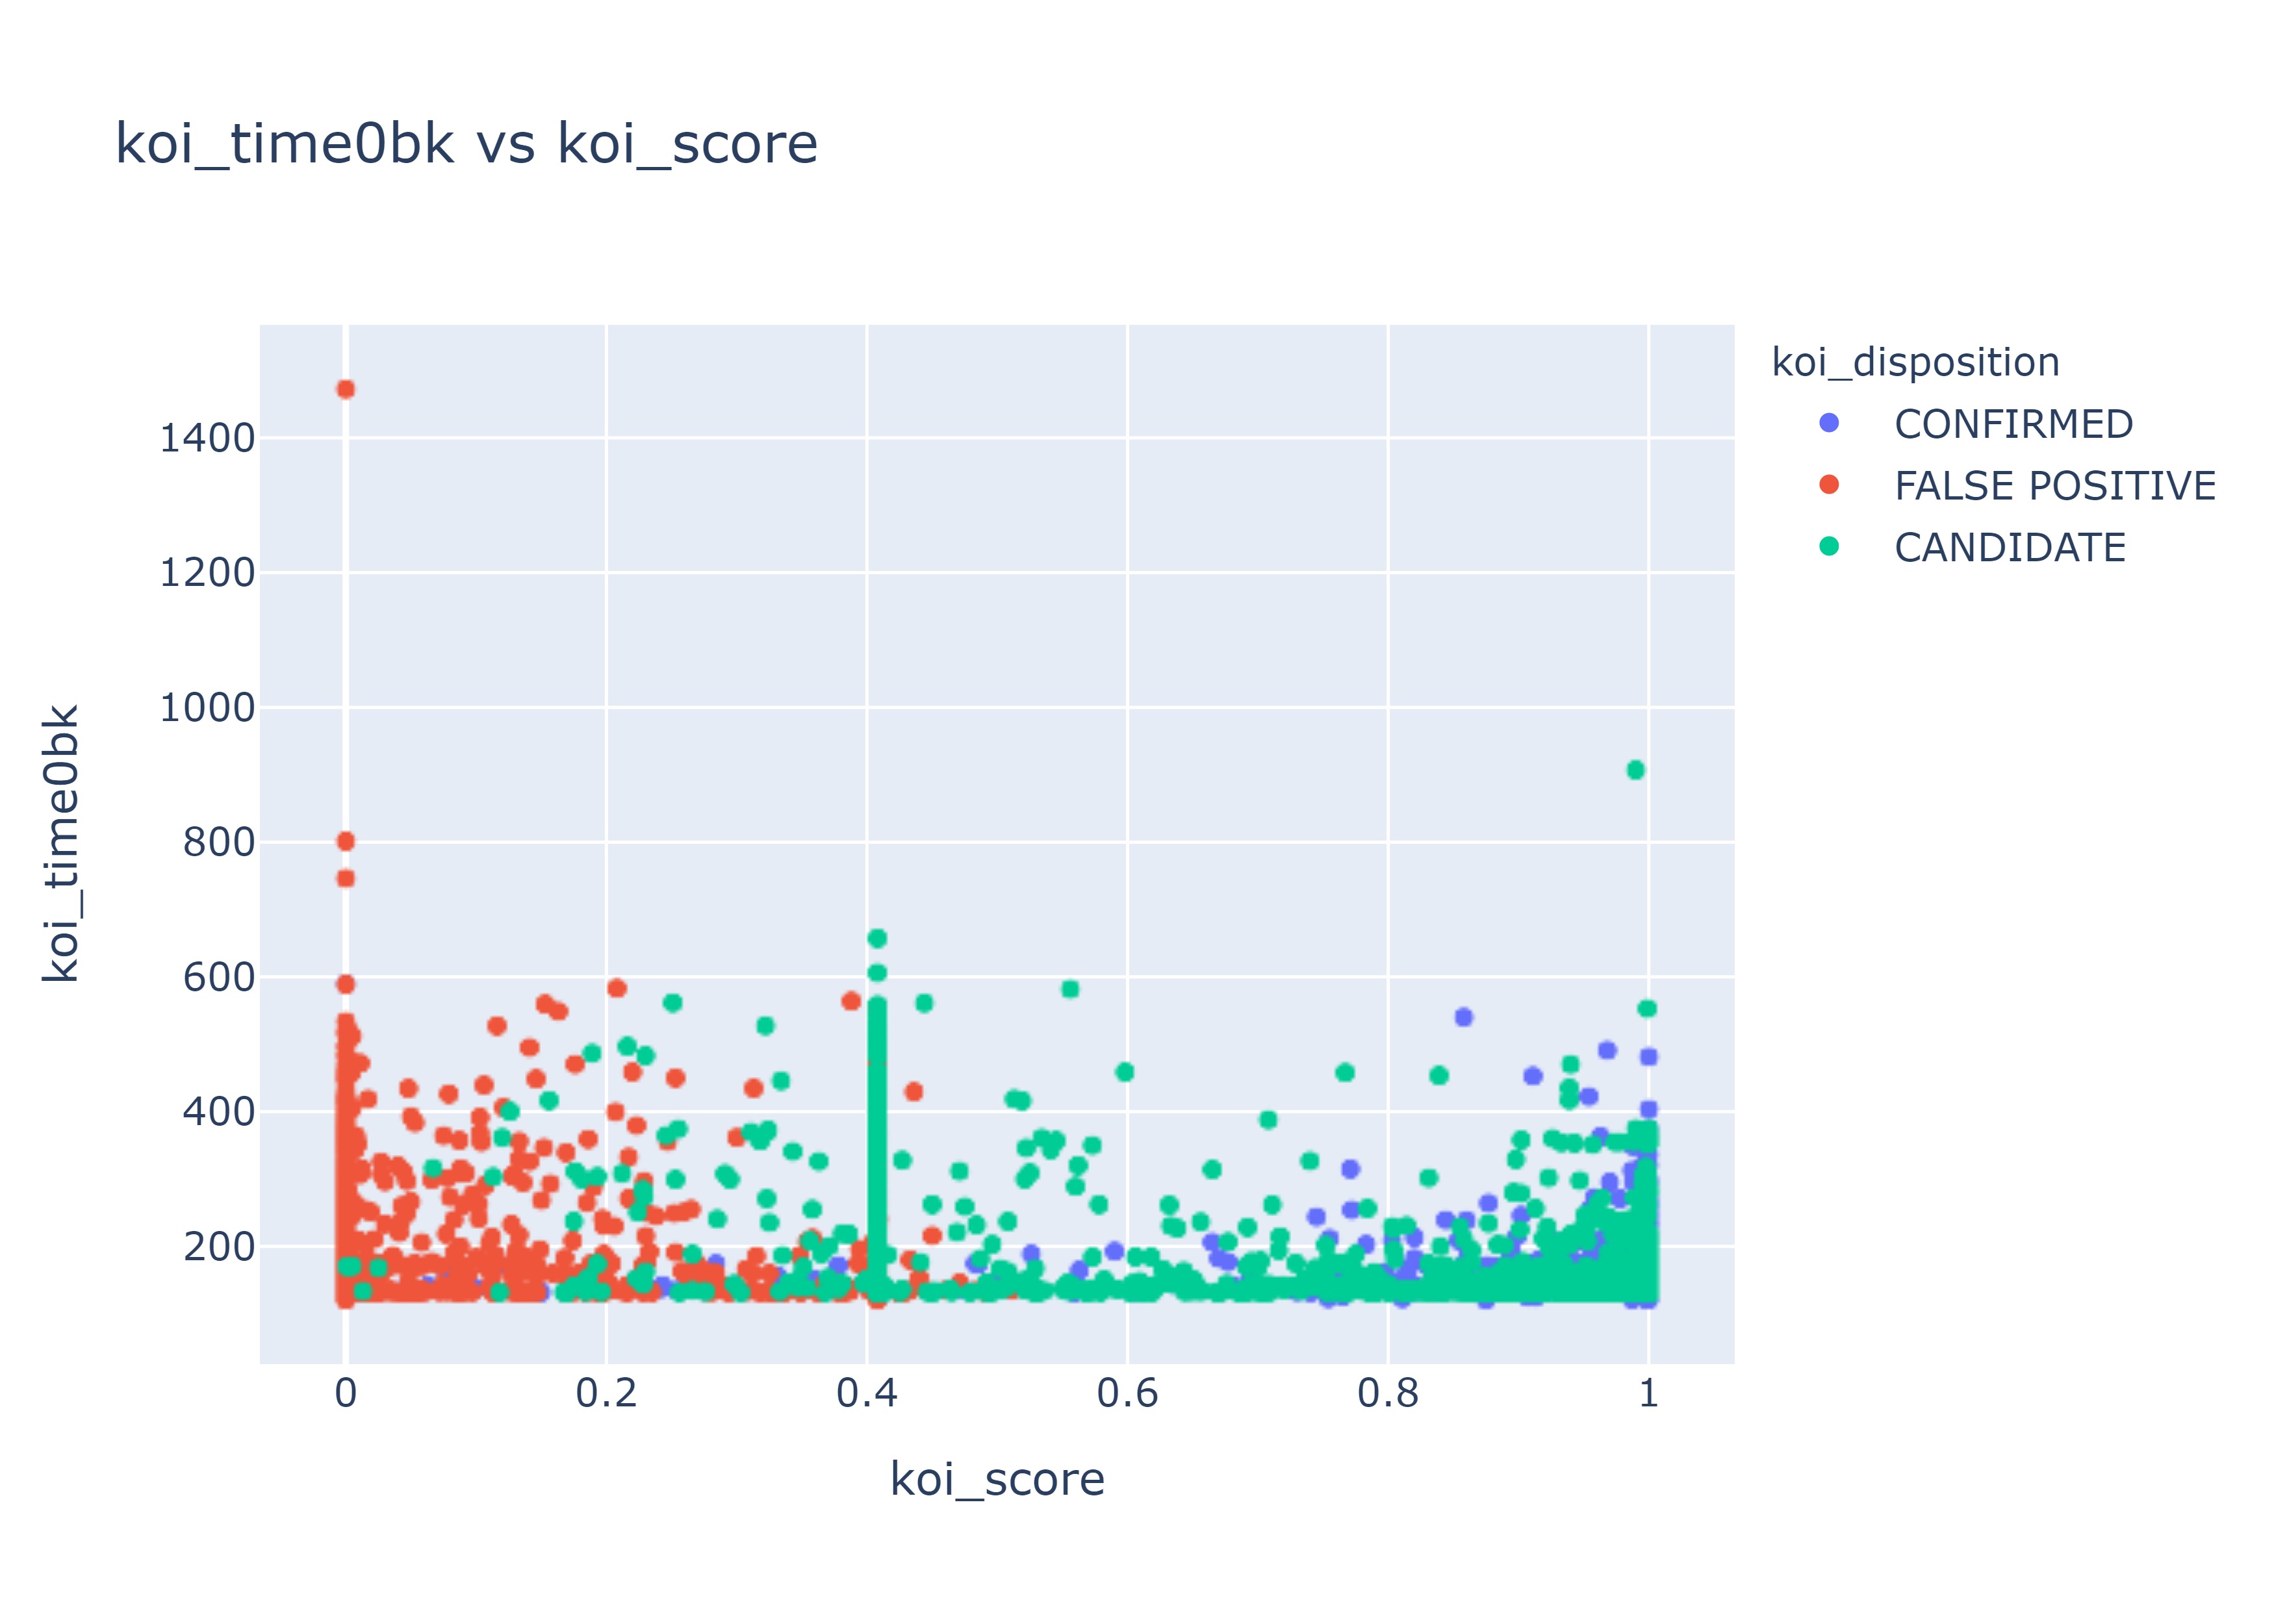 koi_time0bk vs koi_score
koi_disposition
CONFIRMED
FALSE POSITIVE
CANDIDATE
koi_time0bk
1400
1200
1000
800
600
400
200
0 0.2 0.4 0.6 0.8 1
koi_score